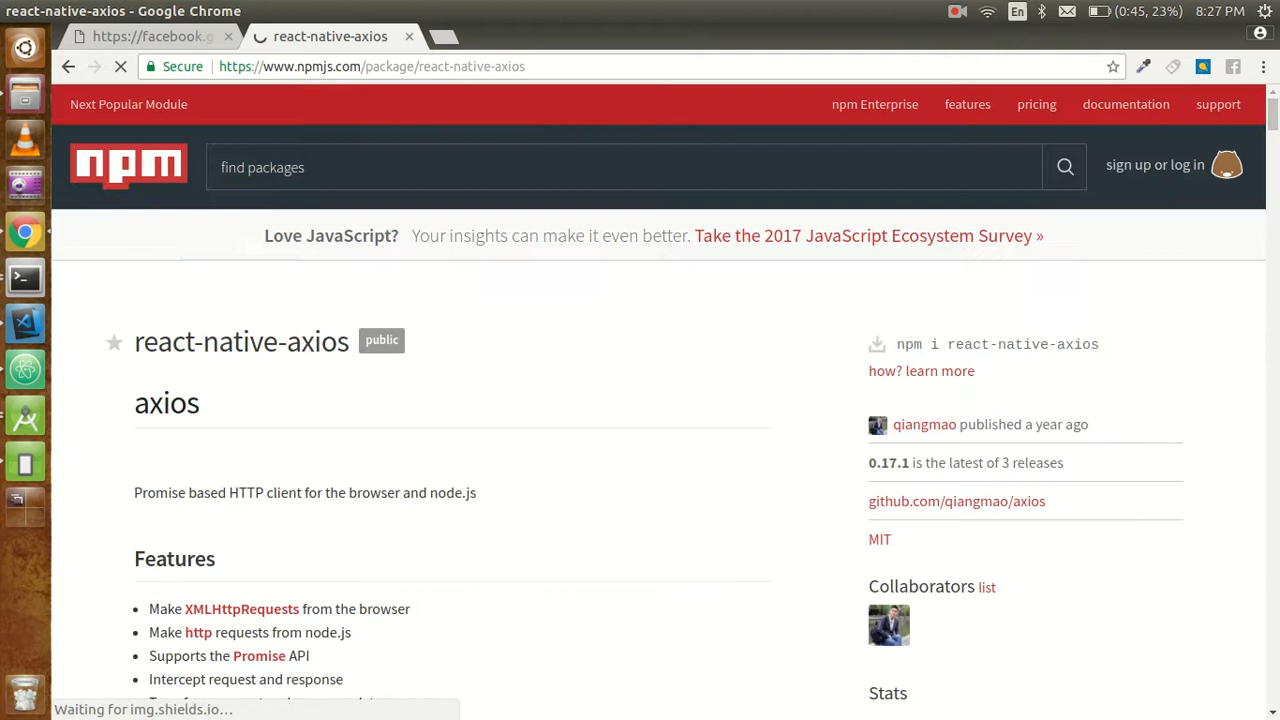 react-native-axios - Google Chrome
En
(0:45, 23%)
8:27 PM
https://facebook.g
react-native-axios
Secure
https://www.npmjs.com/package/react-native-axios
Next Popular Module
npm Enterprise
features
pricing
documentation
support
npm
find packages
sign up or log in
Love JavaScript? Your insights can make it even better. Take the 2017 JavaScript Ecosystem Survey »
react-native-axios
public
npm i react-native-axios
how? learn more
axios
qiangmao published a year ago
0.17.1 is the latest of 3 releases
Promise based HTTP client for the browser and node.js
github.com/qiangmao/axios
MIT
Features
Collaborators list
• Make XMLHttpRequests from the browser
• Make http requests from node.js
• Supports the Promise API
• Intercept request and response
Stats
Waiting for img.shields.io…